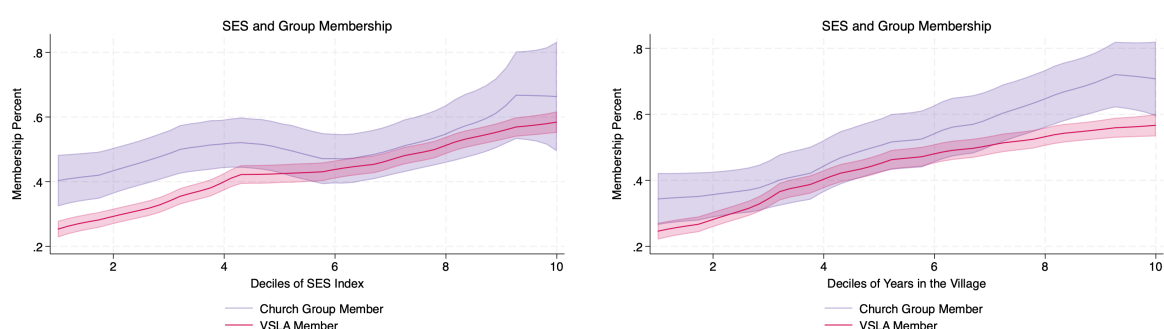 SES and Group Membership
Membership Percent
.8
.6
.4
.2
2 4 6 8 10
Deciles of SES Index
Church Group Member
VSLA Member
SES and Group Membership
Membership Percent
.8
.6
.4
.2
2 4 6 8 10
Deciles of Years in the Village
Church Group Member
VSLA Member